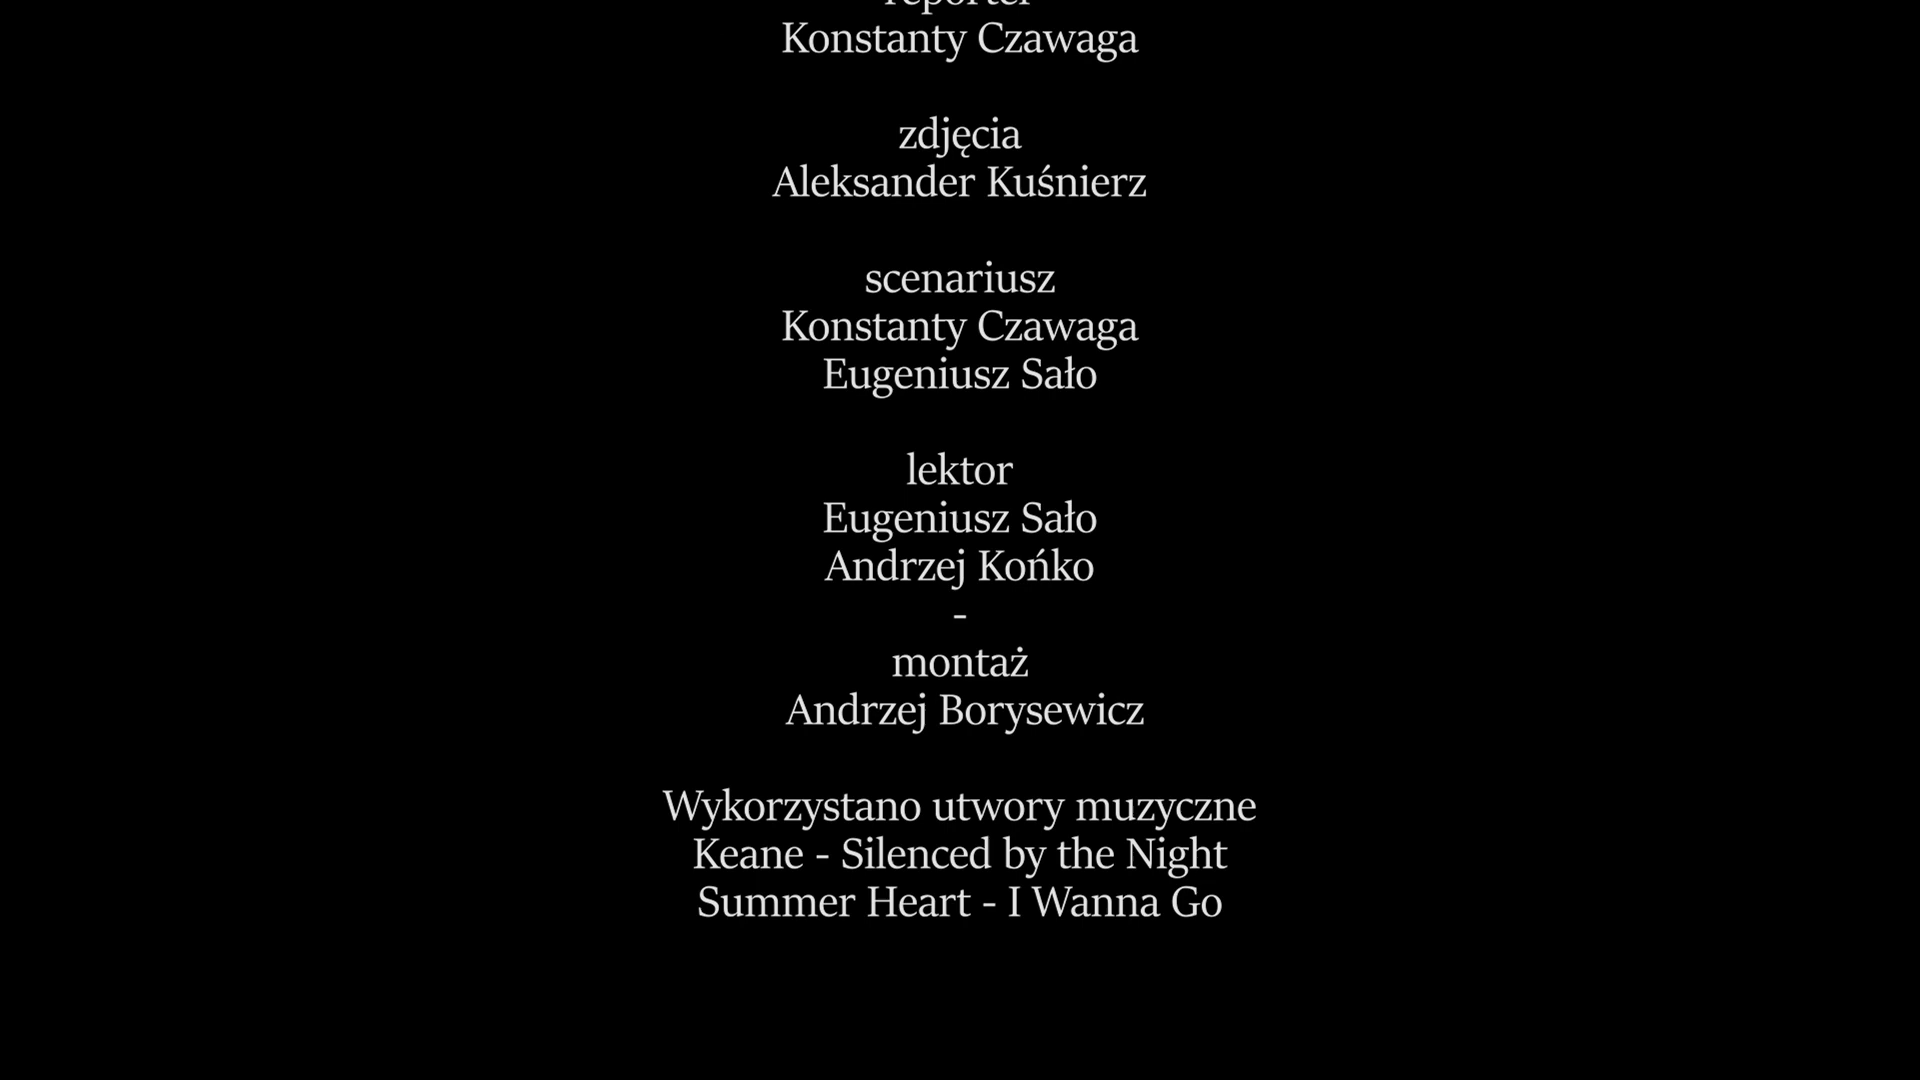 reporter
Konstanty Czawaga
zdjęcia
Aleksander Kuśnierz
scenariusz
Konstanty Czawaga
Eugeniusz Sało
lektor
Eugeniusz Sało
Andrzej Końko
-
montaż
Andrzej Borysewicz
Wykorzystano utwory muzyczne
Keane - Silenced by the Night
Summer Heart - I Wanna Go